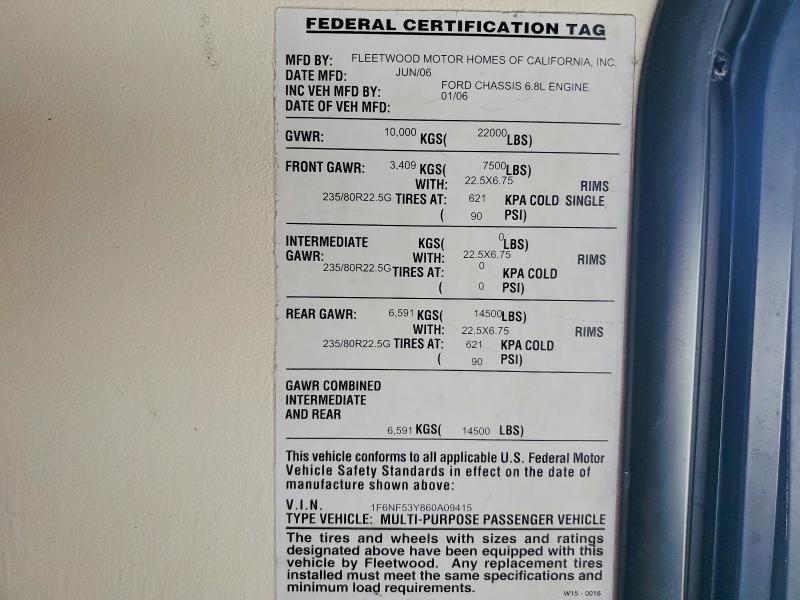 FEDERAL CERTIFICATION TAG
MFD BY: FLEETWOOD MOTOR HOMES OF CALIFORNIA, INC.
DATE MFD: JUN/06
INC VEH MFD BY: FORD CHASSIS 6.8L ENGINE
DATE OF VEH MFD: 01/06
GVWR: 10,000 KGS( 22000 LBS)
FRONT GAWR: 3,409 KGS( 7500 LBS)
WITH: 22.5X6.75 RIMS
235/80R22.5G TIRES AT: 621 KPA COLD SINGLE
( 90 PSI)
INTERMEDIATE KGS( 0 LBS)
GAWR: WITH: 22.5X6.75 RIMS
235/80R22.5G TIRES AT: 0 KPA COLD
( 0 PSI)
REAR GAWR: 6,591 KGS( 14500 LBS)
WITH: 22.5X6.75 RIMS
235/80R22.5G TIRES AT: 621 KPA COLD
( 90 PSI)
GAWR COMBINED
INTERMEDIATE
AND REAR
6,591 KGS( 14500 LBS)
This vehicle conforms to all applicable U.S. Federal Motor
Vehicle Safety Standards in effect on the date of
manufacture shown above:
V.I.N. 1F6NF53Y860A09415
TYPE VEHICLE: MULTI-PURPOSE PASSENGER VEHICLE
The tires and wheels with sizes and ratings
designated above have been equipped with this
vehicle by Fleetwood. Any replacement tires
installed must meet the same specifications and
minimum load requirements.
W15 - 0016